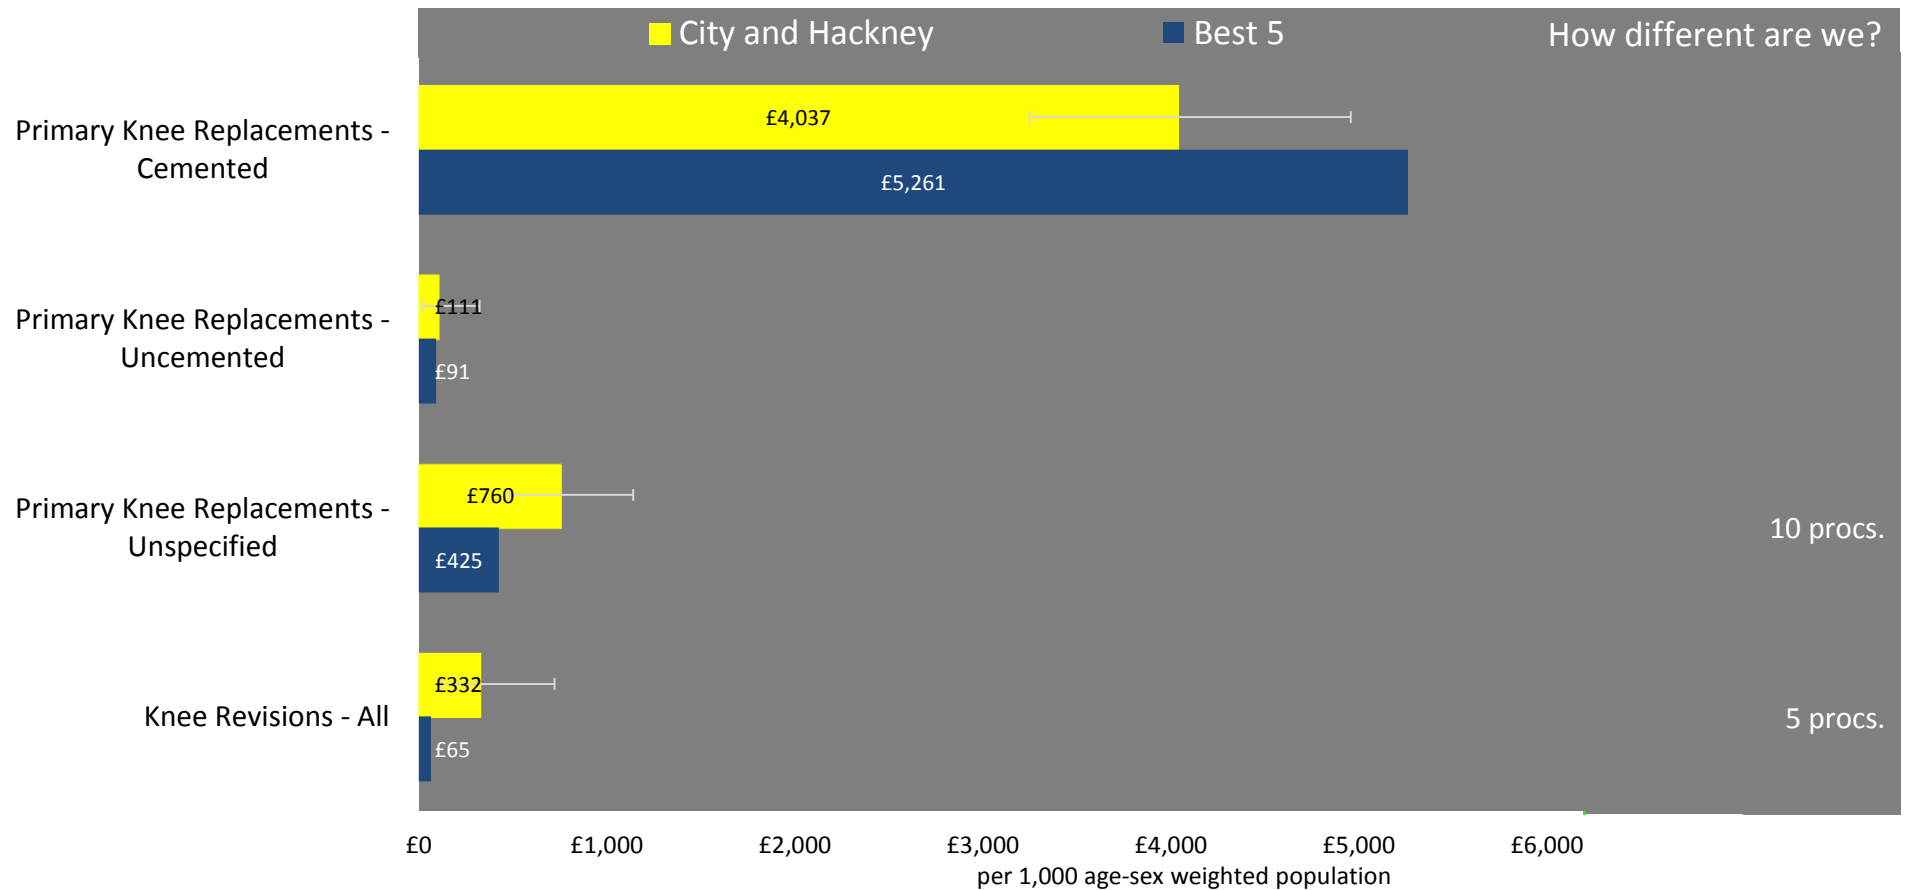 City and Hackney
Best 5
How different are we?
Primary Knee Replacements -
Cemented
£4,037
£5,261
Primary Knee Replacements -
Uncemented
£111
£91
Primary Knee Replacements -
Unspecified
£760
£425
10 procs.
Knee Revisions - All
£332
£65
5 procs.
£0 £1,000 £2,000 £3,000 £4,000 £5,000 £6,000
per 1,000 age-sex weighted population